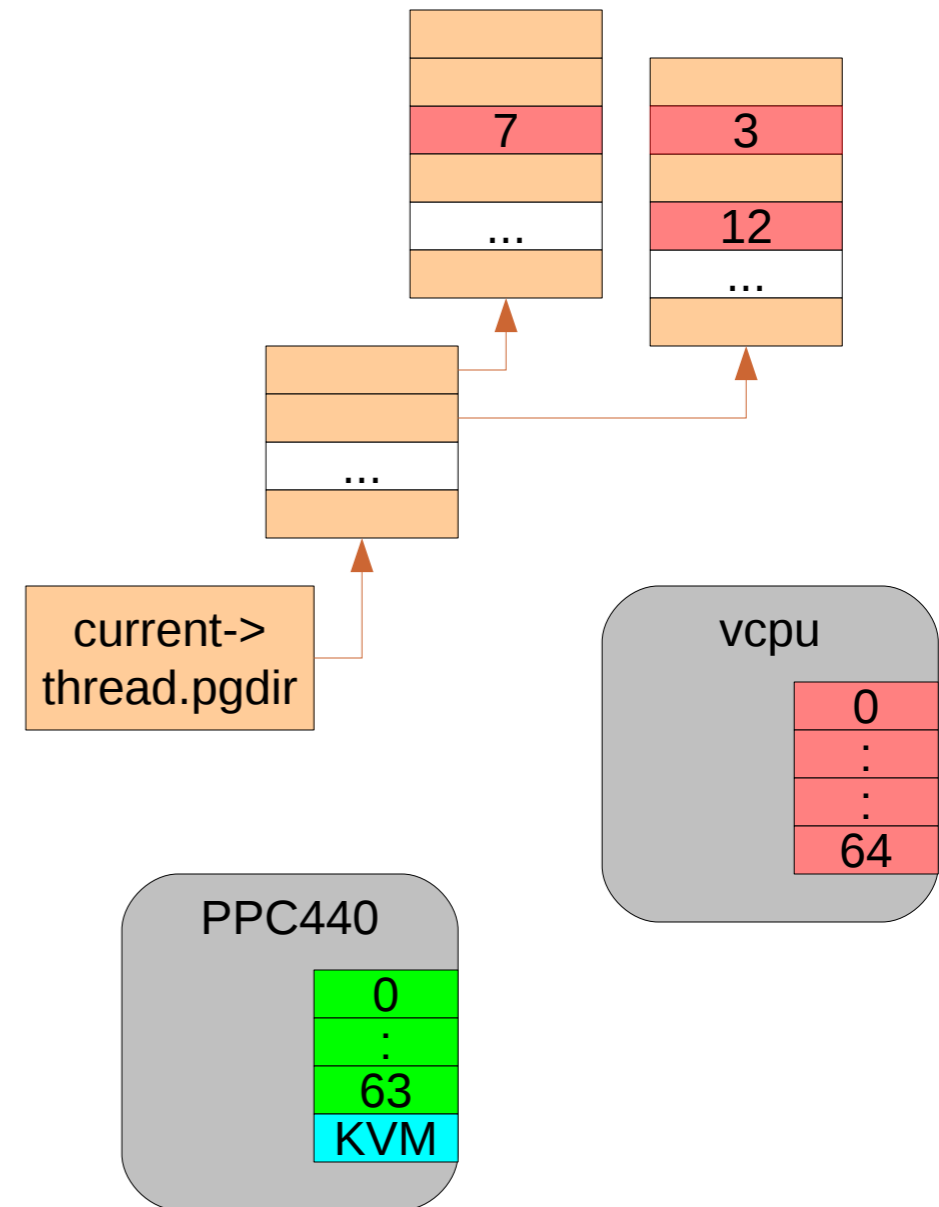 7
...
3
12
...
...
current->
thread.pgdir
vcpu
0
:
:
64
PPC440
0
:
63
KVM